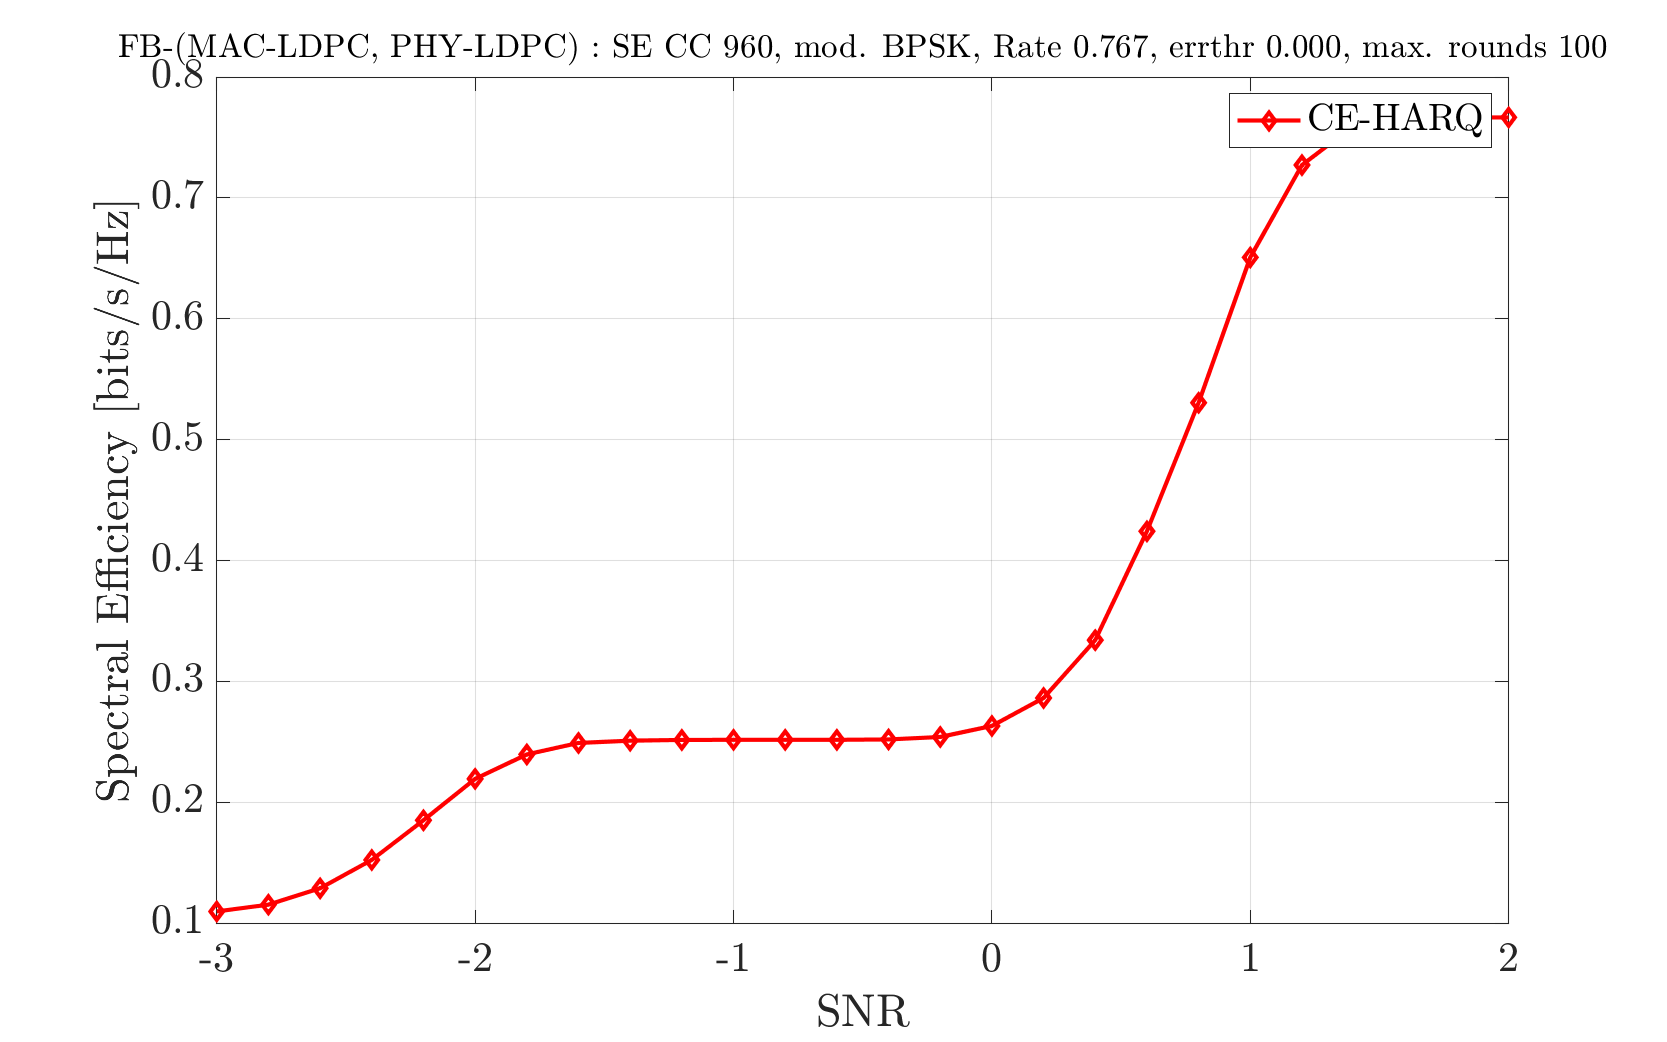 FB-(MAC-LDPC, PHY-LDPC) : SE CC 960, mod. BPSK, Rate 0.767, errthr 0.000, max. rounds 100
CE-HARQ
Spectral Efficiency [bits/s/Hz]
0.8
0.7
0.6
0.5
0.4
0.3
0.2
0.1
-3 -2 -1 0 1 2
SNR